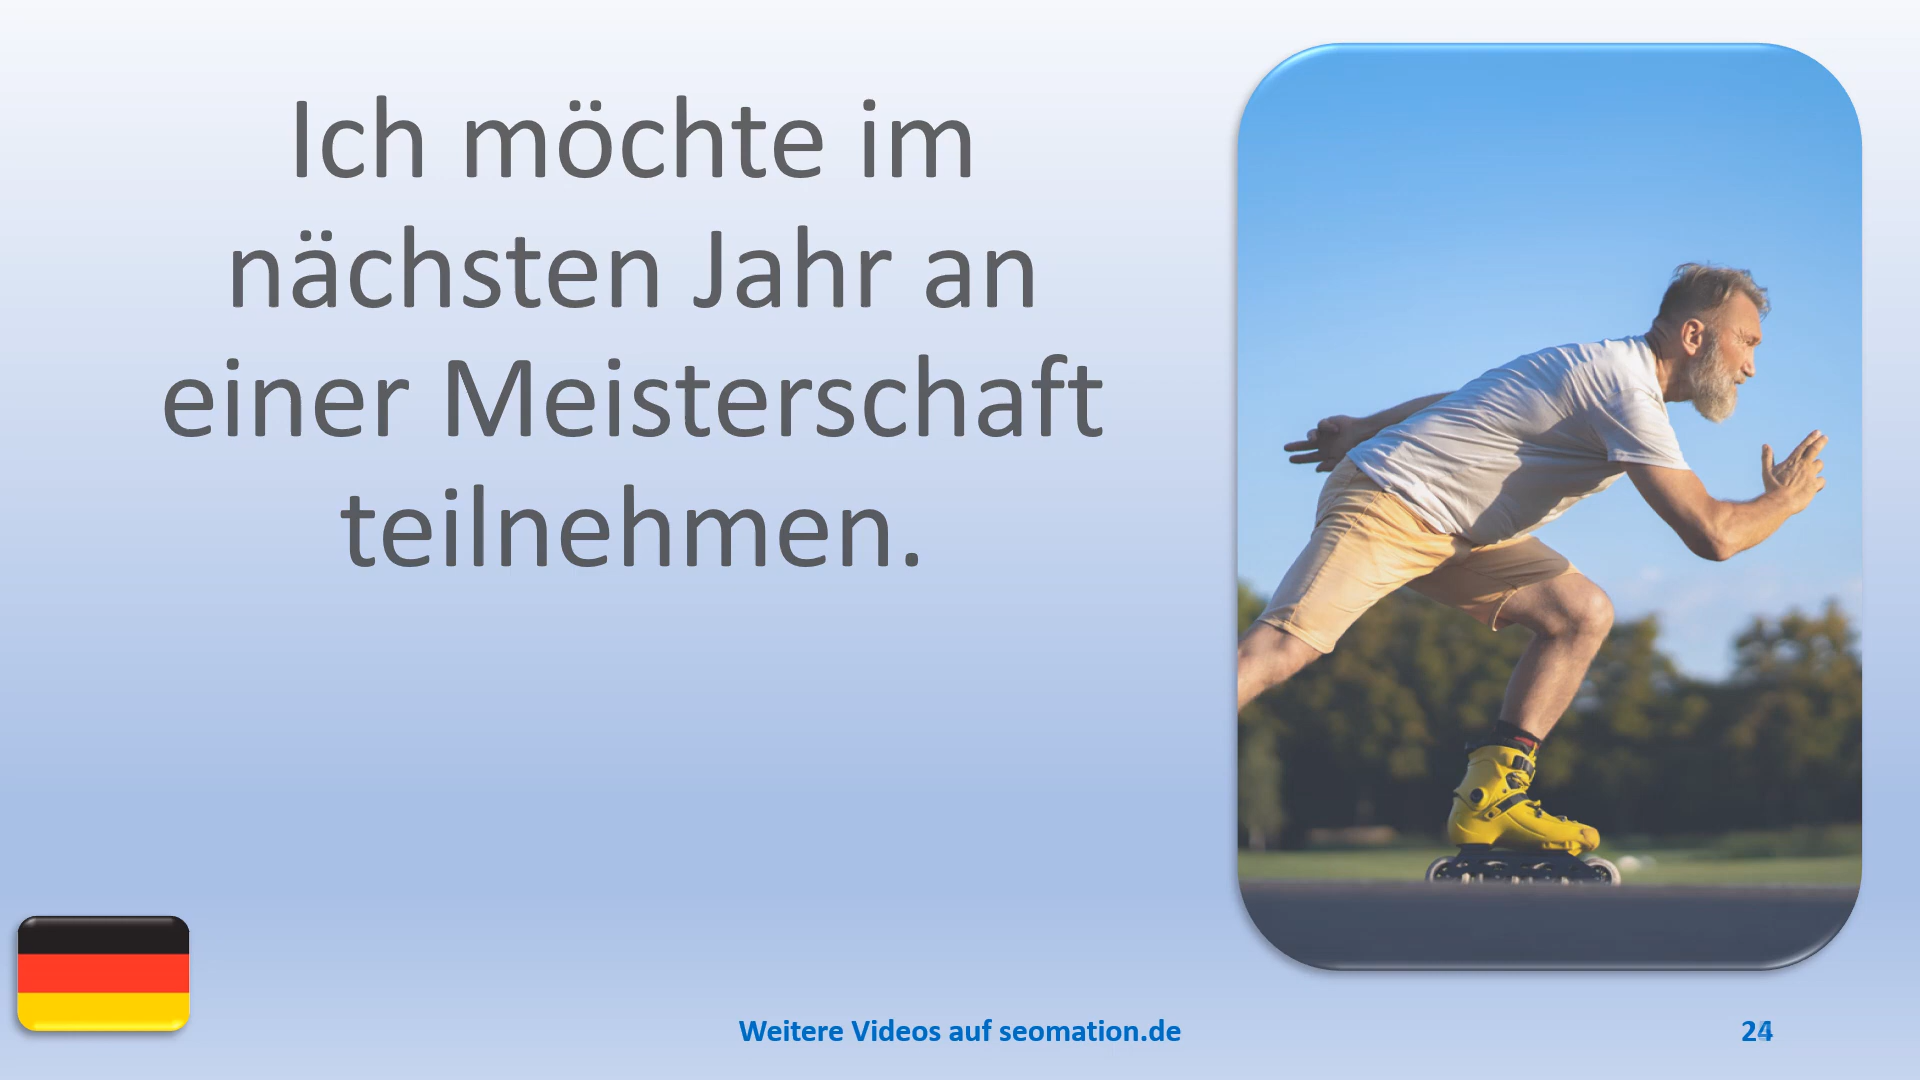 Ich möchte im
nächsten Jahr an
einer Meisterschaft
teilnehmen.
Weitere Videos auf seomation.de
24